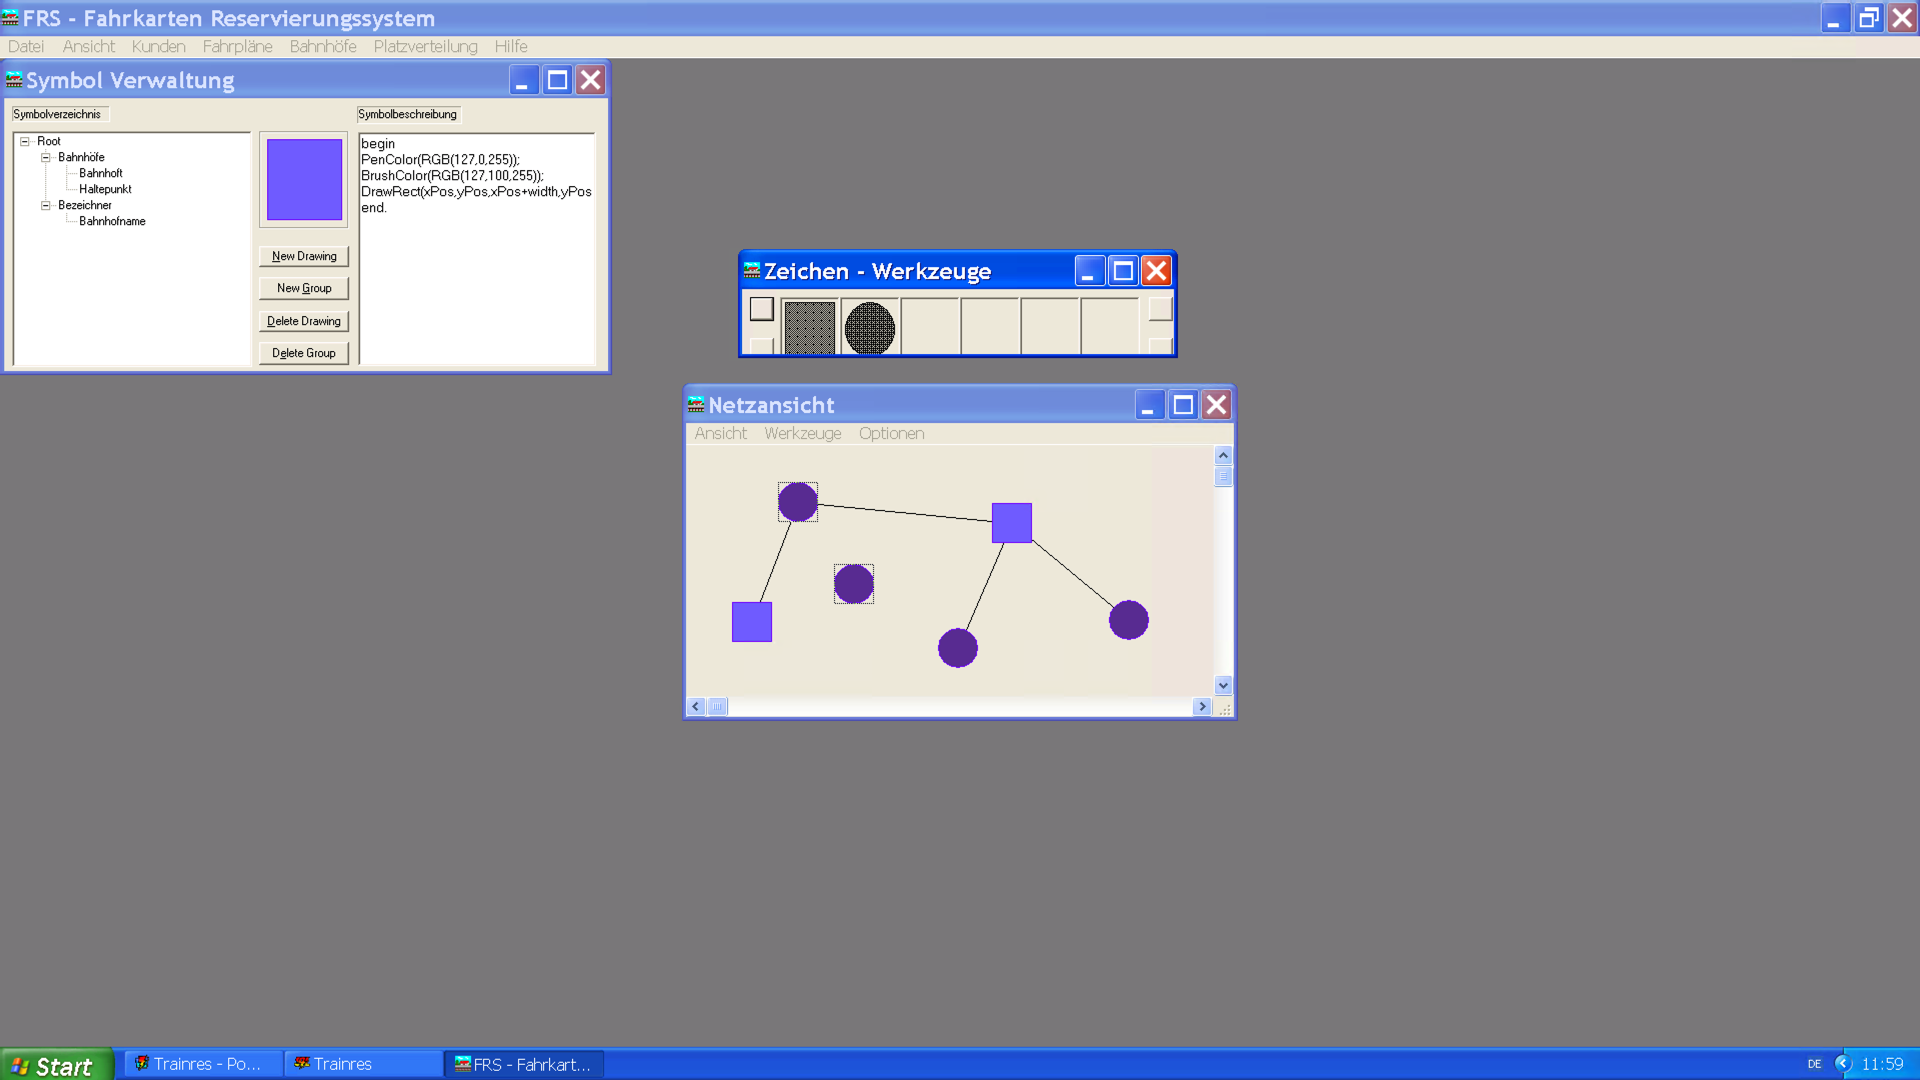 FRS - Fahrkarten Reservierungssystem
Datei Ansicht Kunden Fahrpläne Bahnhöfe Platzverteilung Hilfe
Symbol Verwaltung
Symbolverzeichnis
Root
Bahnhöfe
Bahnhoft
Haltepunkt
Bezeichner
Bahnhofname
New Drawing
New Group
Delete Drawing
Delete Group
Symbolbeschreibung
begin
PenColor(RGB(127,0,255));
BrushColor(RGB(127,100,255));
DrawRect(xPos,yPos,xPos+width,yPos
end.
Zeichen - Werkzeuge
Netzansicht
Ansicht Werkzeuge Optionen
Start
Trainres - Po...
Trainres
FRS - Fahrkart...
DE
11:59